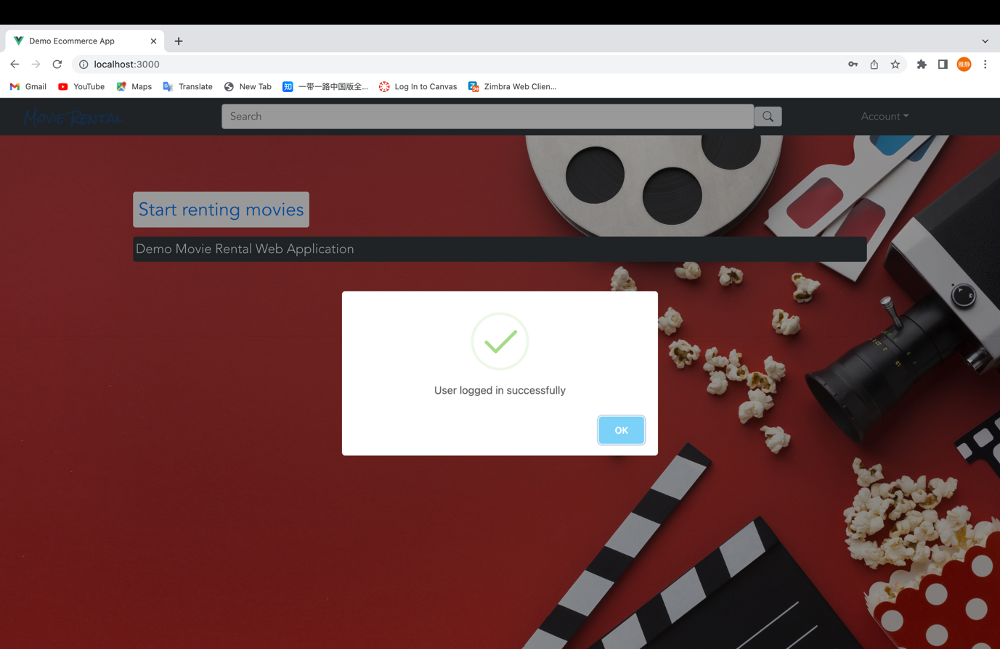 Demo Ecommerce App
localhost:3000
雅静
Gmail YouTube Maps Translate New Tab 知 一带一路中国版全... Log In to Canvas Zimbra Web Clien...
Movie Rental Search Account
Start renting movies
Demo Movie Rental Web Application
User logged in successfully
OK